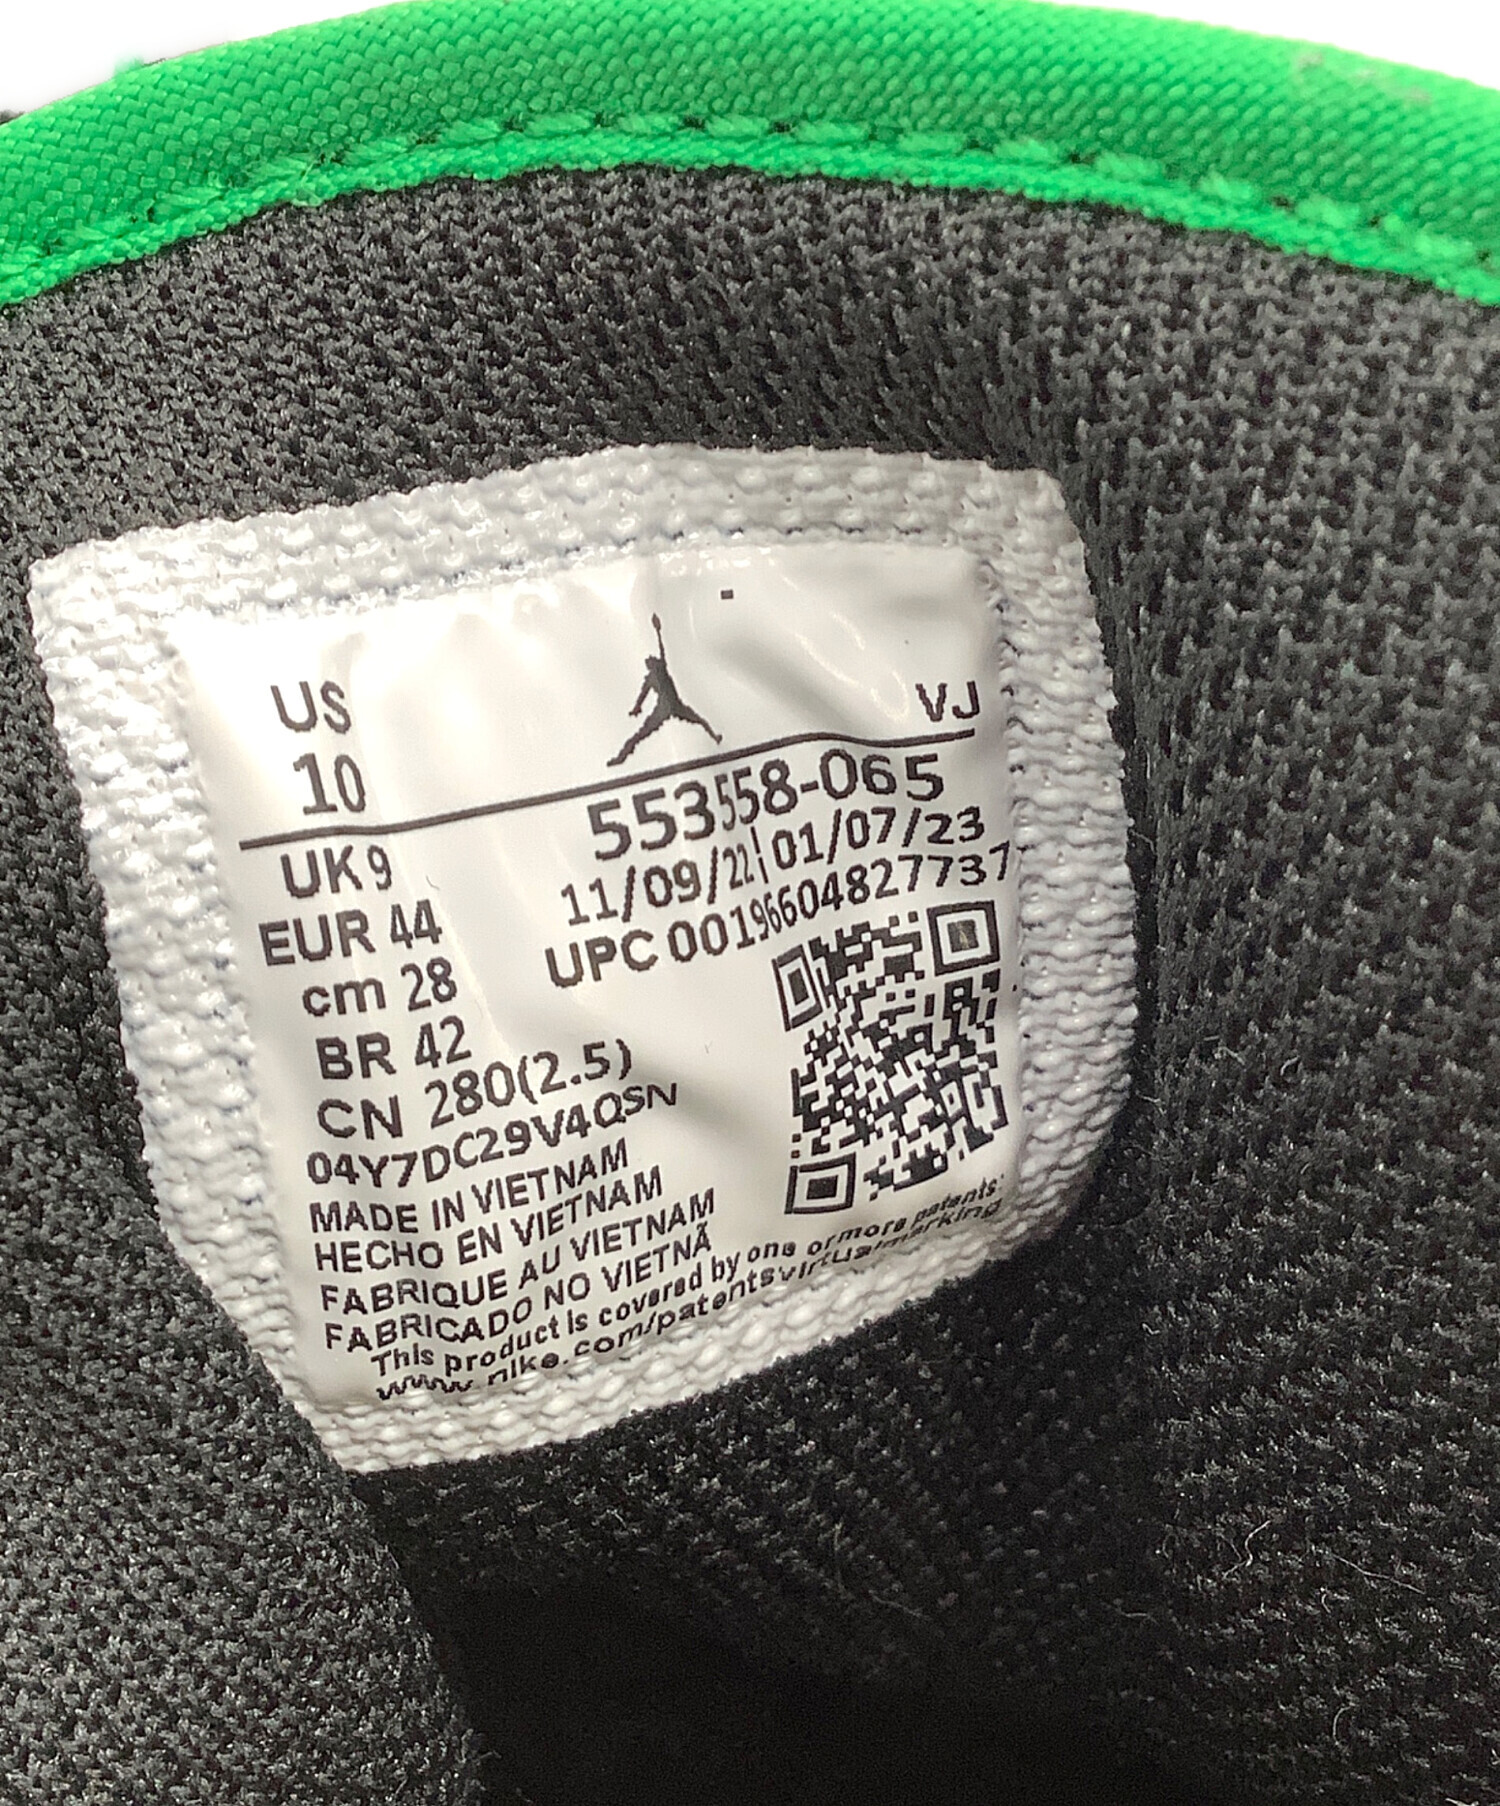 US
10
VJ
UK 9
EUR 44
cm 28
BR 42
CN 280(2.5)
553558-065
11/09/22 | 01/07/23
UPC 00196604827737
04Y7DC29V4QSN
MADE IN VIETNAM
HECHO EN VIETNAM
FABRIQUE AU VIETNAM
FABRICADO NO VIETNÃ
This product is covered by one or more patents:
www.nike.com/patentsvirtualmarking